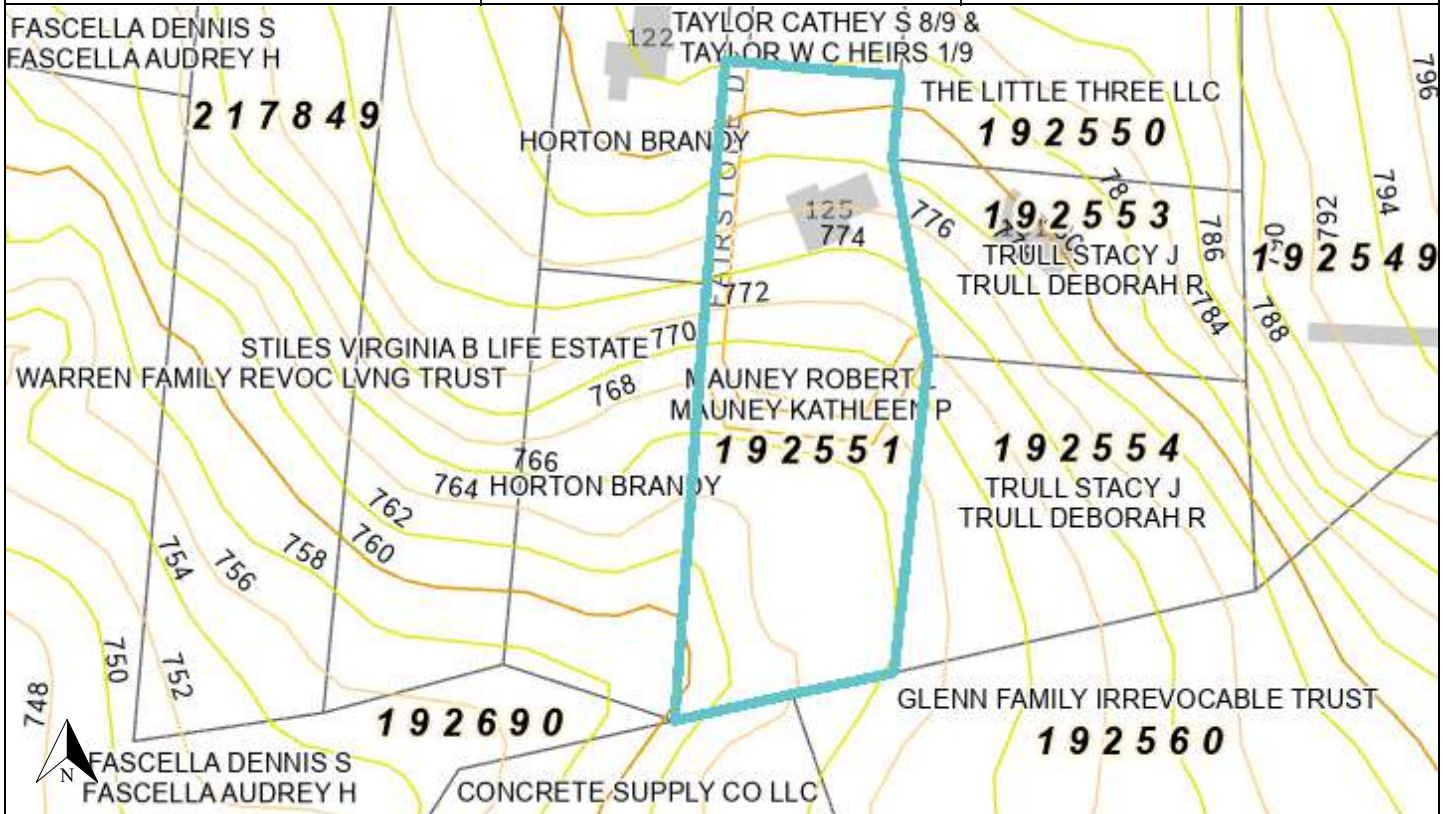 FASCELLA DENNIS S
FASCELLA AUDREY H
217849
122
TAYLOR CATHEY S 8/9 &
TAYLOR W C HEIRS 1/9
THE LITTLE THREE LLC
192550
796
HORTON BRANDY
FAIRSTONE D
125
774
776
78
192553
TRULL STACY J
TRULL DEBORAH R
786
784
788
792
794
192549
772
770
STILES VIRGINIA B LIFE ESTATE
WARREN FAMILY REVOC LVNG TRUST
768
MAUNEY ROBERT
MAUNEY KATHLEEN P
192551
192554
TRULL STACY J
TRULL DEBORAH R
766
764
HORTON BRANDY
762
760
758
756
754
752
750
748
192690
GLENN FAMILY IRREVOCABLE TRUST
192560
N
FASCELLA DENNIS S
FASCELLA AUDREY H
CONCRETE SUPPLY CO LLC